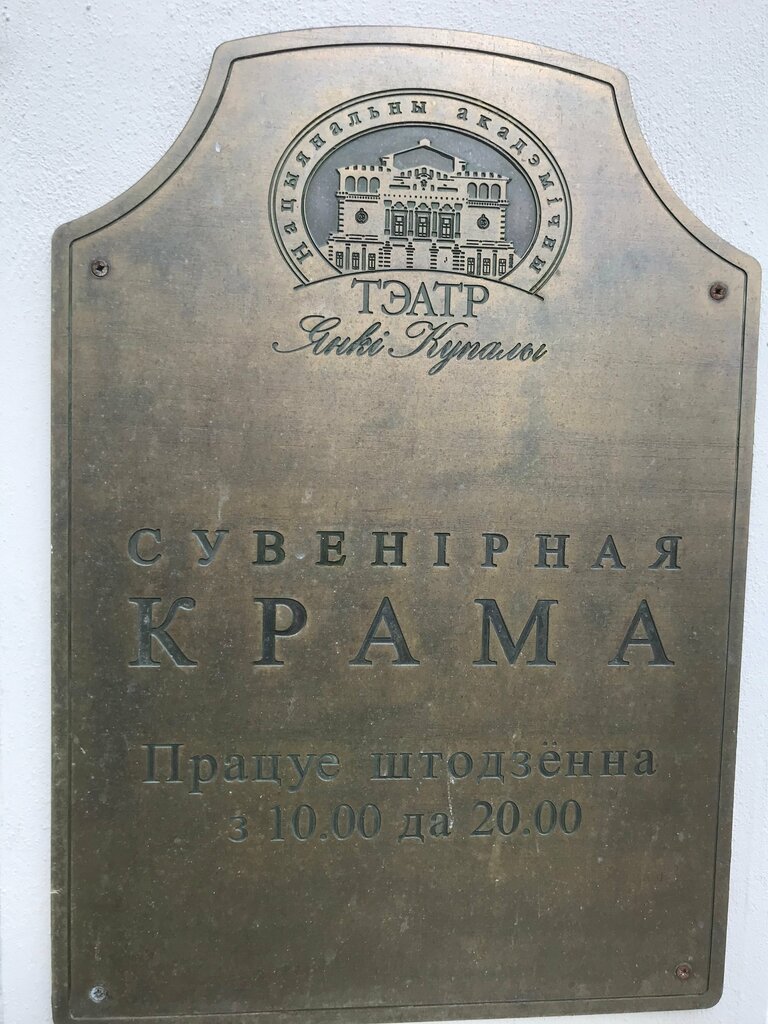 Нацыянальны акадэмічны
ТЭАТР
Янкі Купалы
СУВЕНІРНАЯ
КРАМА
Працуе штодзённа
з 10.00 да 20.00